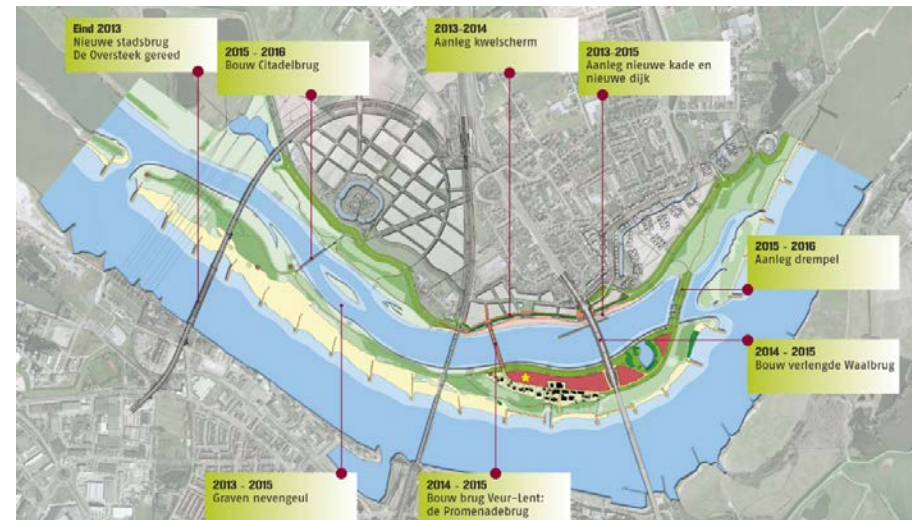 Eind 2013
Nieuwe stadsbrug
De Oversteek gereed
2015 - 2016
Bouw Citadelbrug
2013-2014
Aanleg kwelscherm
2013-2015
Aanleg nieuwe kade en
nieuwe dijk
2015 - 2016
Aanleg drempel
2014 - 2015
Bouw verlengde Waalbrug
2013 - 2015
Graven nevengeul
2014 - 2015
Bouw brug Veur-Lent:
de Promenadebrug